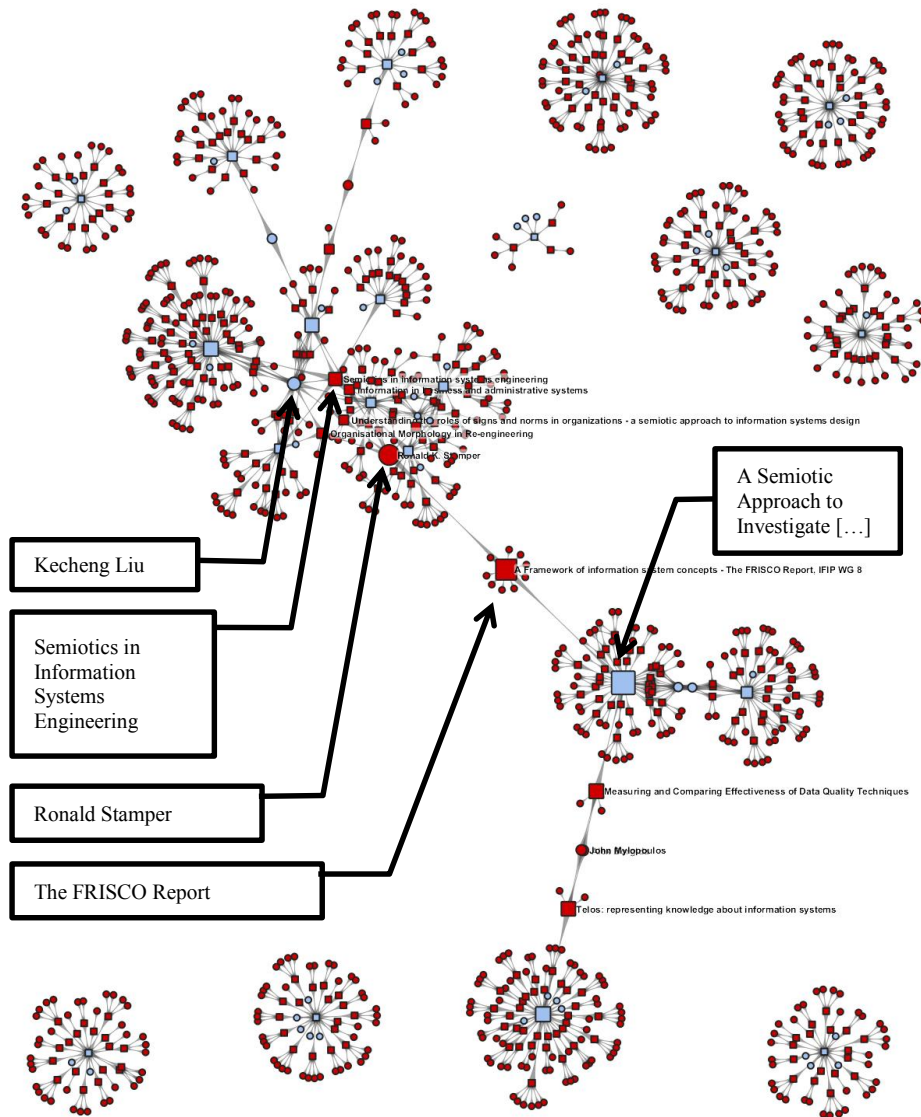 Semiotics in information systems engineering
Information in business and administrative systems
Understanding the roles of signs and norms in organizations - a semiotic approach to information systems design
Organisational Morphology in Re-engineering
Ronald K. Stamper
A Semiotic
Approach to
Investigate […]
Kecheng Liu
A Framework of information system concepts - The FRISCO Report, IFIP WG 8
Semiotics in
Information
Systems
Engineering
Ronald Stamper
Measuring and Comparing Effectiveness of Data Quality Techniques
John Mylopoulos
The FRISCO Report
Telos: representing knowledge about information systems